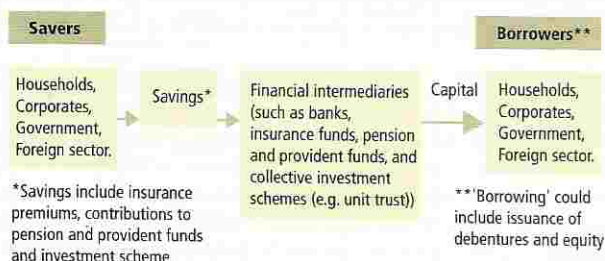 Savers
Borrowers**
Households,
Corporates,
Government,
Foreign sector.
Savings*
Financial intermediaries
(such as banks,
insurance funds, pension
and provident funds, and
collective investment
schemes (e.g. unit trust))
Capital
Households,
Corporates,
Government,
Foreign sector.
*Savings include insurance
premiums, contributions to
pension and provident funds
and investment scheme
**'Borrowing' could
include issuance of
debentures and equity